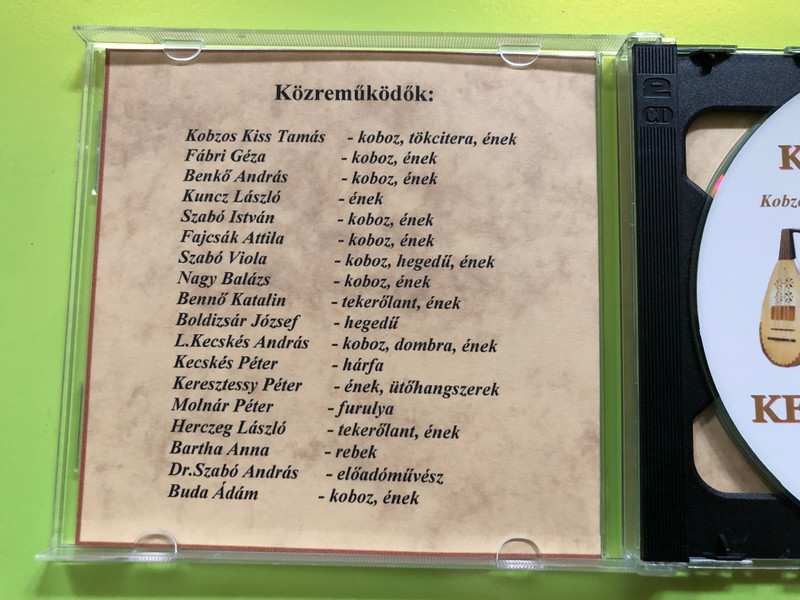 Közreműködők:
Kobzos Kiss Tamás - koboz, tökcitera, ének
Fábri Géza - koboz, ének
Benkő András - koboz, ének
Kuncz László - ének
Szabó István - koboz, ének
Fajcsák Attila - koboz, ének
Szabó Viola - koboz, hegedű, ének
Nagy Balázs - koboz, ének
Bennő Katalin - tekerőlant, ének
Boldizsár József - hegedű
L.Kecskés András - koboz, dombra, ének
Kecskés Péter - hárfa
Keresztessy Péter - ének, ütőhangszerek
Molnár Péter - furulya
Herczeg László - tekerőlant, ének
Bartha Anna - rebek
Dr.Szabó András - előadóművész
Buda Ádám - koboz, ének
2
CD